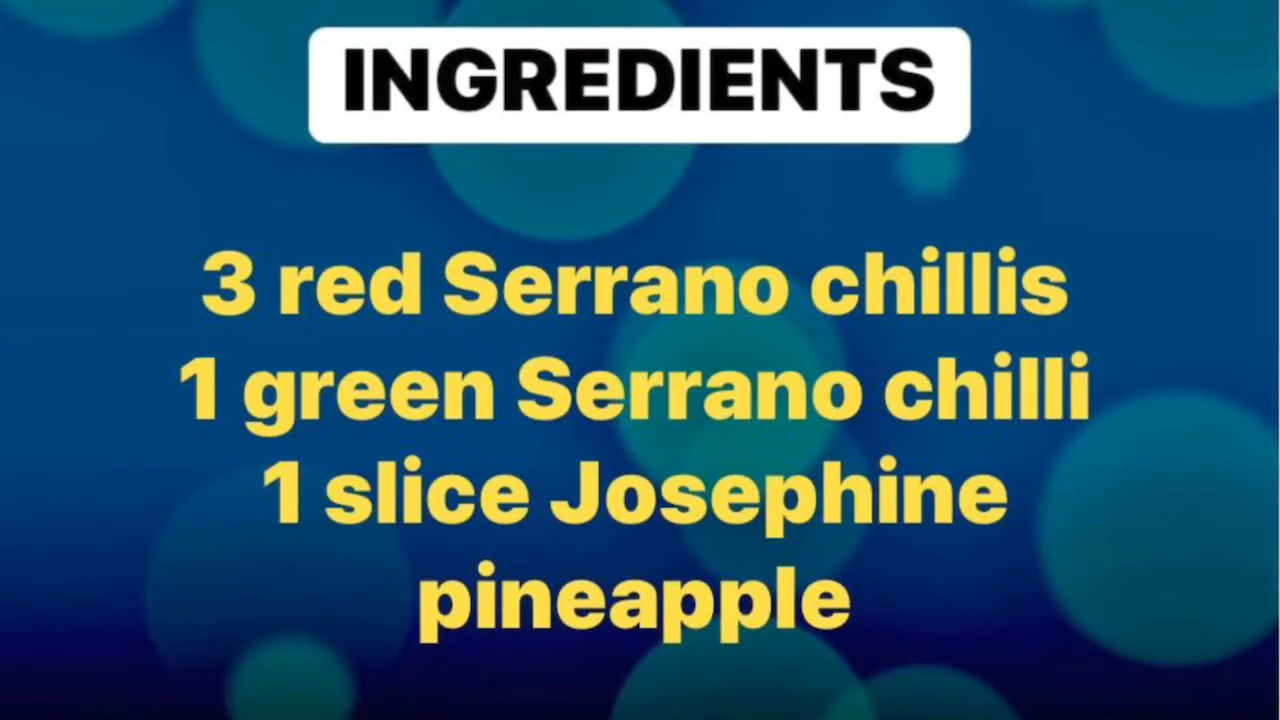 INGREDIENTS
3 red Serrano chillis
1 green Serrano chilli
1 slice Josephine
pineapple